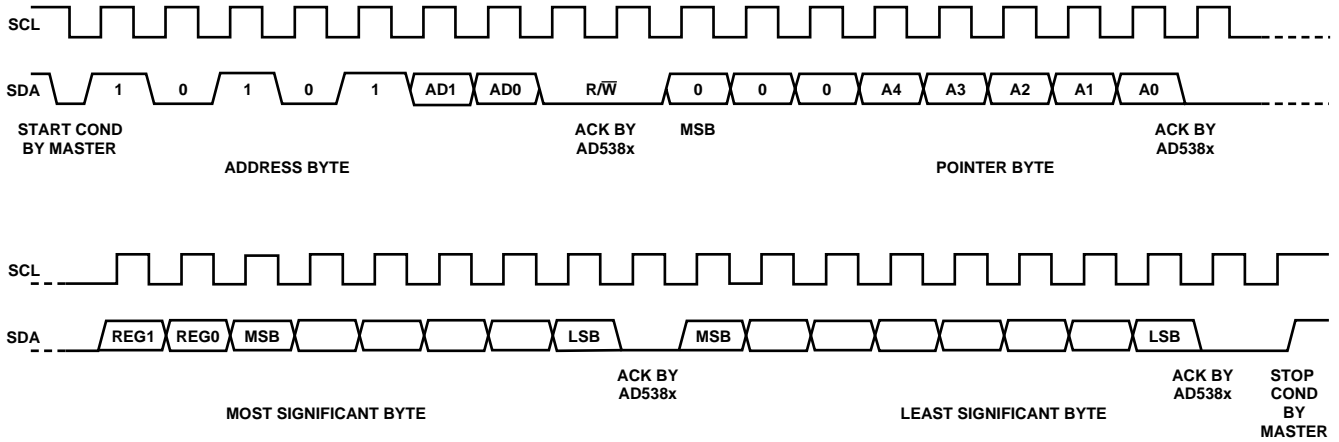 SCL
SDA 1 0 1 0 1 AD1 AD0 R/W̅ 0 0 0 A4 A3 A2 A1 A0
START COND
BY MASTER
ACK BY
AD538x
MSB
ACK BY
AD538x
ADDRESS BYTE
POINTER BYTE
SCL
SDA REG1 REG0 MSB LSB MSB LSB
ACK BY
AD538x
ACK BY
AD538x
STOP
COND
BY
MASTER
MOST SIGNIFICANT BYTE
LEAST SIGNIFICANT BYTE